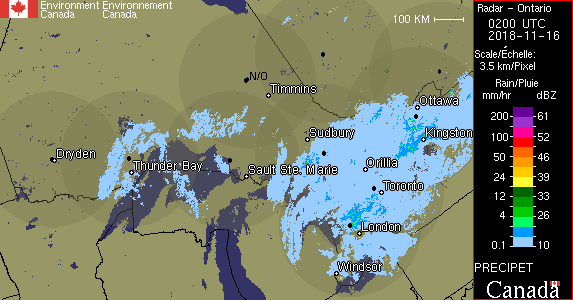 Environment Environnement
Canada Canada
100 KM
N/O
Timmins
Ottawa
Sudbury
Kingston
Dryden
Thunder Bay
Sault Ste. Marie
Orillia
Toronto
London
Windsor
Radar - Ontario
0200 UTC
2018-11-16
Scale/Échelle:
3.5 km/Pixel
Rain/Pluie
mm/hr dBZ
200 61
100 56
50 52
50 46
24 39
12 33
4 26
0.1 10
PRECIPET
Canada